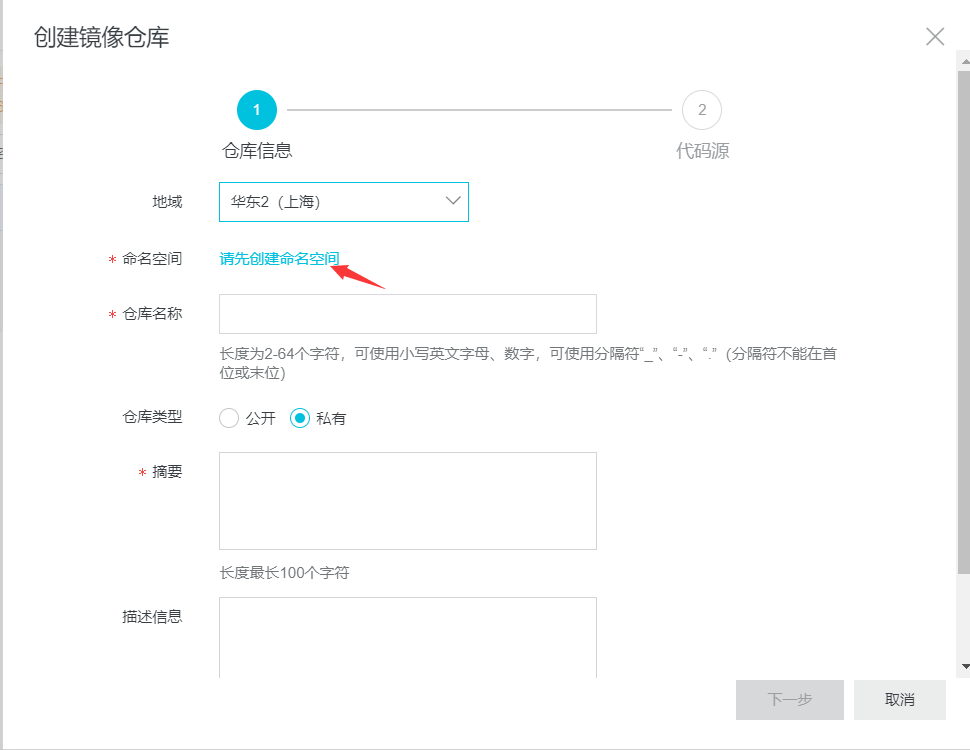 创建镜像仓库
1
2
仓库信息
代码源
地域
华东2（上海）
* 命名空间
请先创建命名空间
* 仓库名称
长度为2-64个字符，可使用小写英文字母、数字，可使用分隔符“_”、“-”、“.”（分隔符不能在首
位或末位）
仓库类型
公开
私有
* 摘要
长度最长100个字符
描述信息
下一步
取消